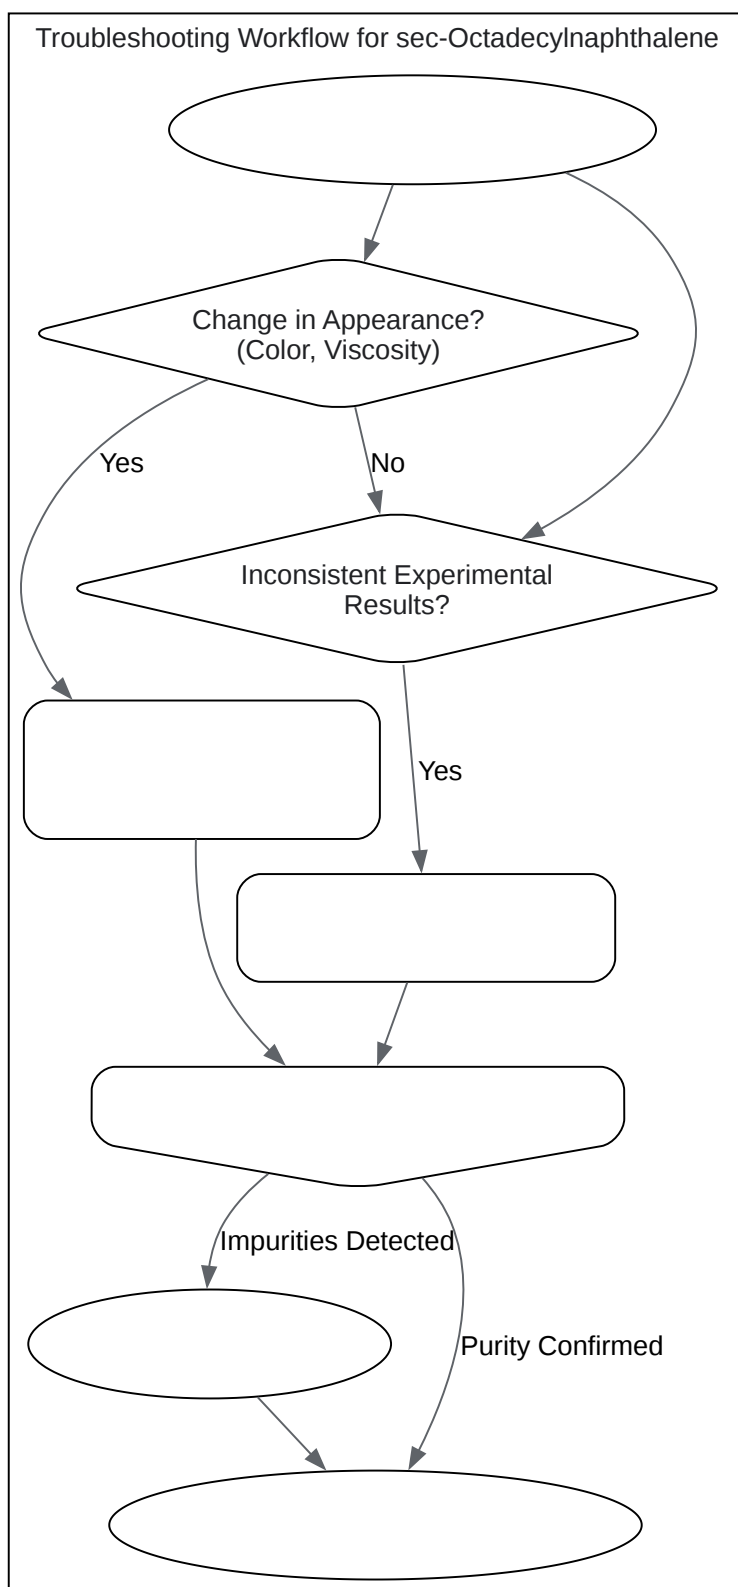 Troubleshooting Workflow for sec-Octadecylnaphthalene
Change in Appearance?
(Color, Viscosity)
Yes
No
Inconsistent Experimental
Results?
Yes
Impurities Detected
Purity Confirmed